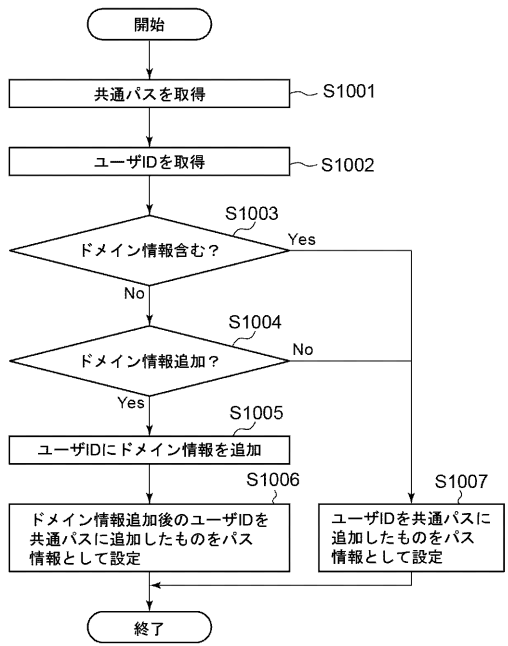 開始
共通パスを取得
S1001
ユーザIDを取得
S1002
S1003
ドメイン情報含む？
Yes
No
S1004
ドメイン情報追加？
No
Yes
S1005
ユーザIDにドメイン情報を追加
S1006
ドメイン情報追加後のユーザIDを
共通パスに追加したものをパス
情報として設定
S1007
ユーザIDを共通パスに
追加したものをパス
情報として設定
終了